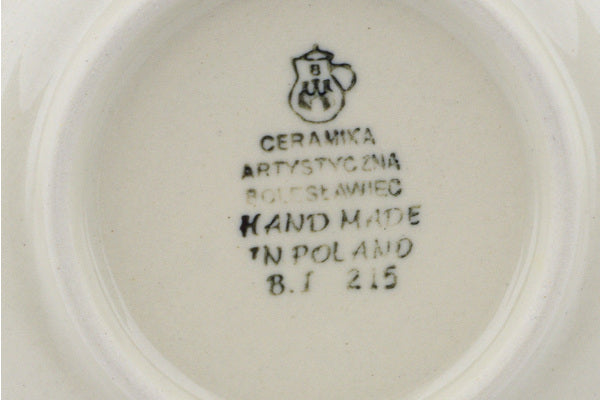 B
CERAMIKA
ARTYSTYCZNA
BOLESŁAWIEC
HAND MADE
IN POLAND
B.I 215